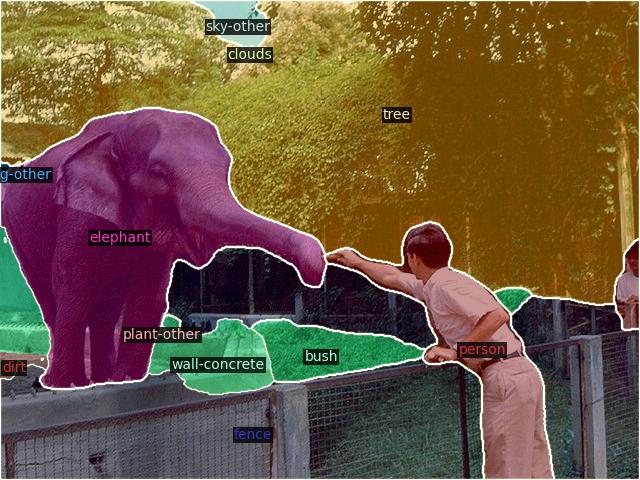 sky-other
clouds
tree
g-other
elephant
plant-other
bush
person
wall-concrete
dirt
fence